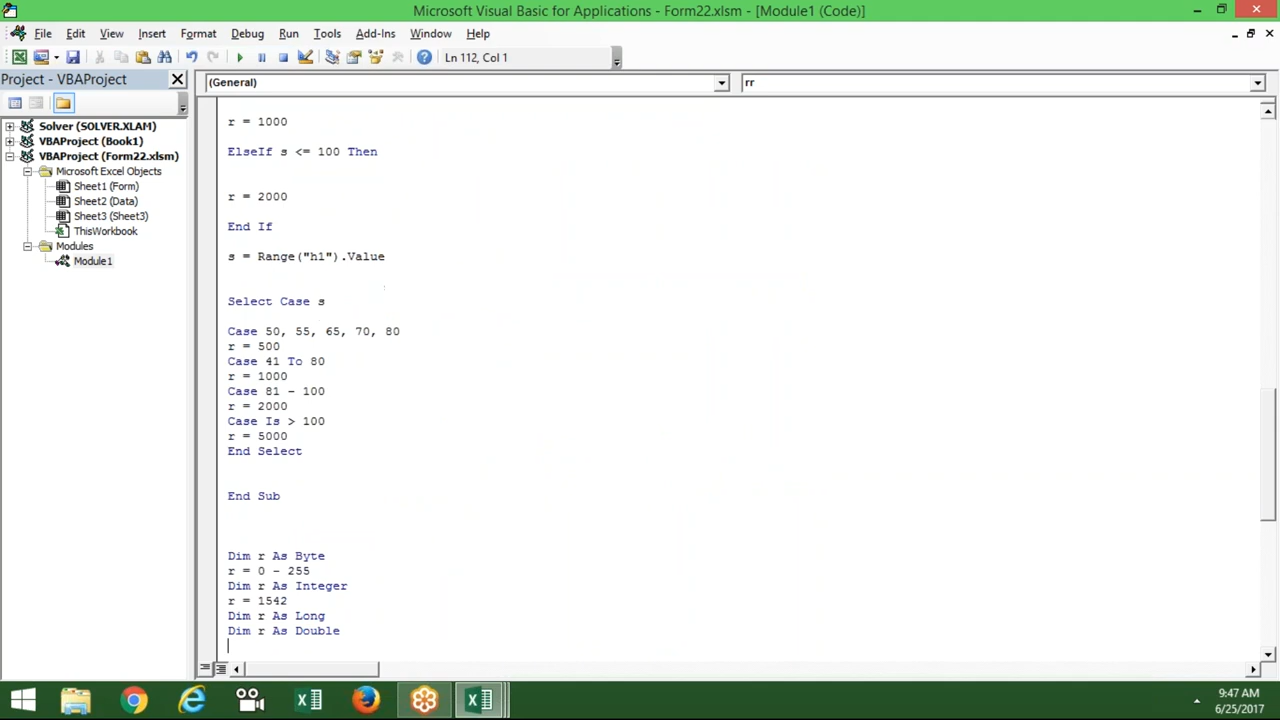 Microsoft Visual Basic for Applications - Form22.xlsm - [Module1 (Code)]
File Edit View Insert Format Debug Run Tools Add-Ins Window Help
Ln 112, Col 1
Project - VBAProject
(General)
rr
Solver (SOLVER.XLAM)
VBAProject (Book1)
VBAProject (Form22.xlsm)
Microsoft Excel Objects
Sheet1 (Form)
Sheet2 (Data)
Sheet3 (Sheet3)
ThisWorkbook
Modules
Module1
r = 1000
ElseIf s <= 100 Then
r = 2000
End If
s = Range("h1").Value
Select Case s
Case 50, 55, 65, 70, 80
r = 500
Case 41 To 80
r = 1000
Case 81 - 100
r = 2000
Case Is > 100
r = 5000
End Select
End Sub
Dim r As Byte
r = 0 - 255
Dim r As Integer
r = 1542
Dim r As Long
Dim r As Double
9:47 AM
6/25/2017